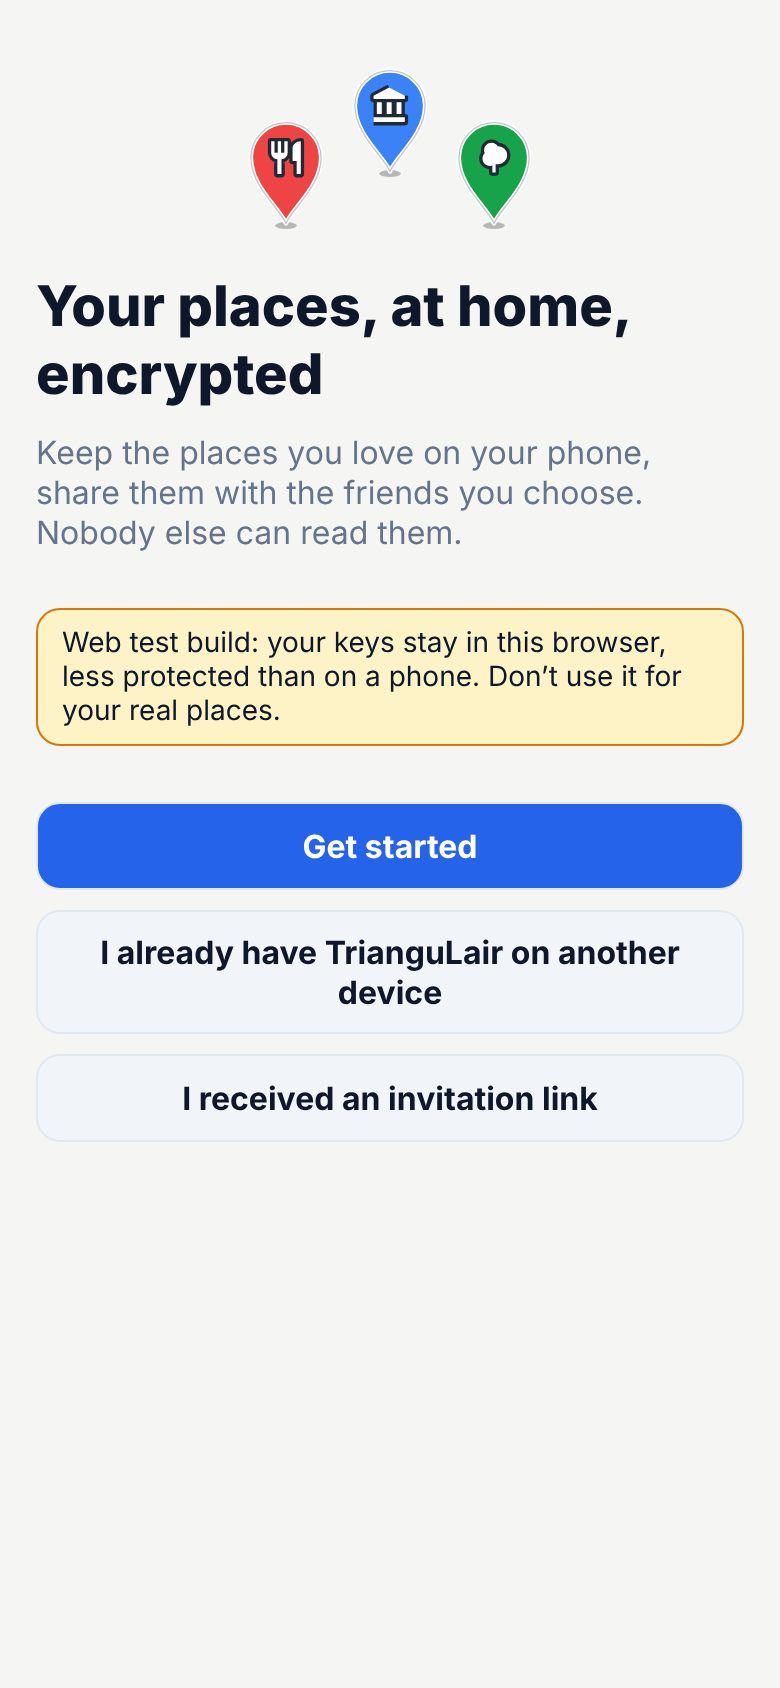 Your places, at home,
encrypted
Keep the places you love on your phone,
share them with the friends you choose.
Nobody else can read them.
Web test build: your keys stay in this browser,
less protected than on a phone. Don’t use it for
your real places.
Get started
I already have TrianguLair on another
device
I received an invitation link